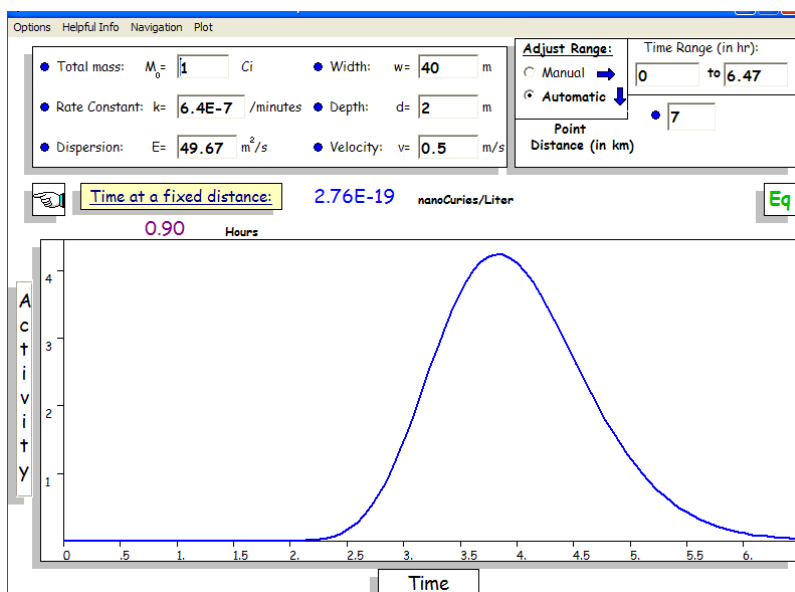 Options Helpful Info Navigation Plot
Total mass: M₀= 1 Ci Width: w= 40 m
Rate Constant: k= 6.4E-7 /minutes Depth: d= 2 m
Dispersion: E= 49.67 m²/s Velocity: v= 0.5 m/s
Adjust Range: Time Range (in hr):
Manual 0 to 6.47
Automatic
7
Point
Distance (in km)
Time at a fixed distance: 2.76E-19 nanoCuries/Liter Eq
0.90 Hours
Activity
4
3
2
1
0 .5 1. 1.5 2. 2.5 3. 3.5 4. 4.5 5. 5.5 6.
Time